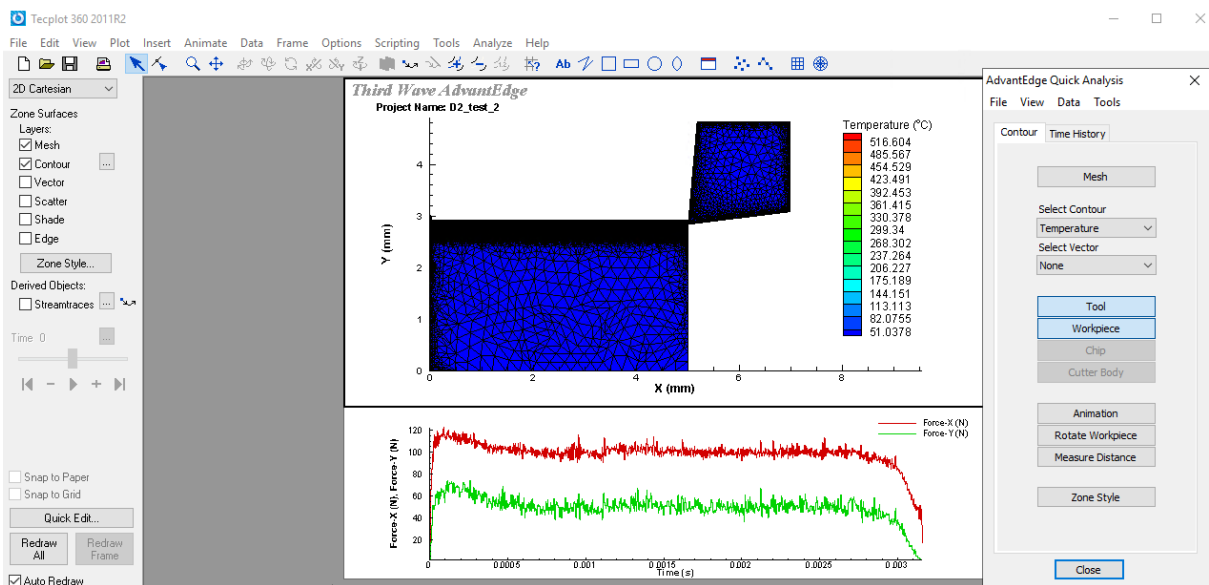 Tecplot 360 2011R2
File Edit View Plot Insert Animate Data Frame Options Scripting Tools Analyze Help
Ab
2D Cartesian
Zone Surfaces
Layers:
Mesh
Contour ...
Vector
Scatter
Shade
Edge
Zone Style...
Derived Objects:
Streamtraces ...
Time 0 ...
Snap to Paper
Snap to Grid
Quick Edit...
Redraw All
Redraw Frame
Auto Redraw
Third Wave AdvantEdge
Project Name: D2_test_2
Y (mm)
4
3
2
1
0
0 2 4 6 8
X (mm)
Temperature (°C)
516.604
485.567
454.529
423.491
392.453
361.415
330.378
299.34
268.302
237.264
206.227
175.189
144.151
113.113
82.0755
51.0378
Force-X (N), Force-Y (N)
120
100
80
60
40
20
0 0.0005 0.001 0.0015 0.002 0.0025 0.003
Time (s)
Force-X (N)
Force-Y (N)
AdvantEdge Quick Analysis
File View Data Tools
Contour Time History
Mesh
Select Contour
Temperature
Select Vector
None
Tool
Workpiece
Chip
Cutter Body
Animation
Rotate Workpiece
Measure Distance
Zone Style
Close